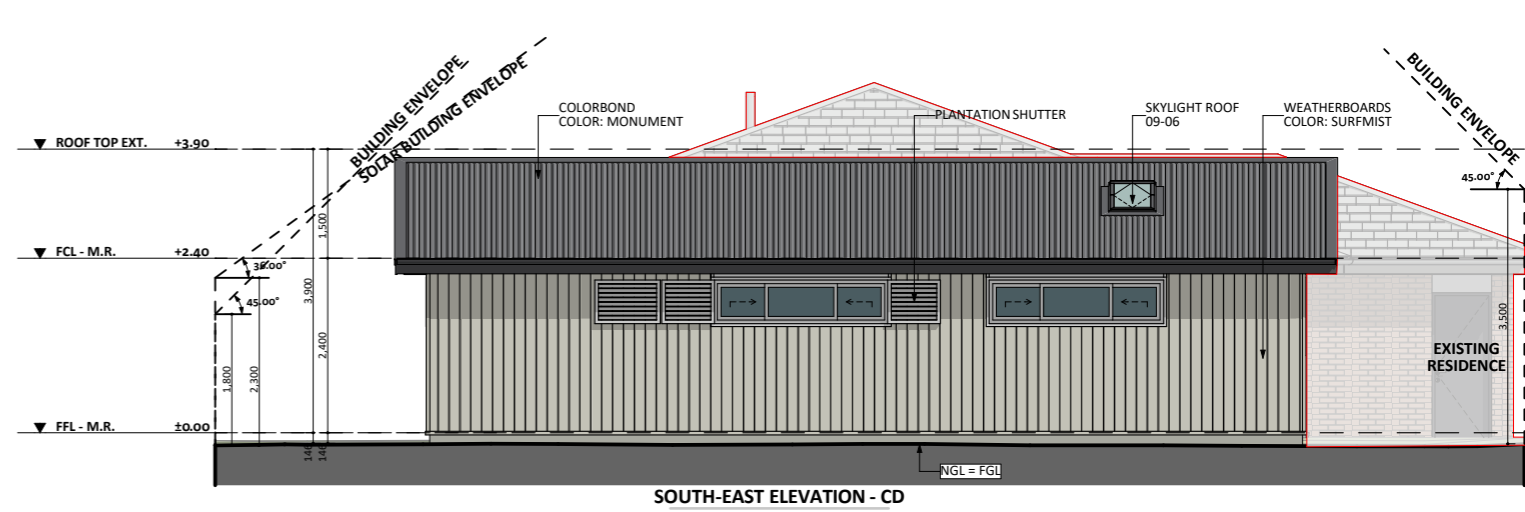 BUILDING ENVELOPE
SOLAR BUILDING ENVELOPE
BUILDING ENVELOPE
COLORBOND
COLOR: MONUMENT
PLANTATION SHUTTER
SKYLIGHT ROOF
09-06
WEATHERBOARDS
COLOR: SURFMIST
ROOF TOP EXT. +3.90
45.00°
1,500
FCL - M.R. +2.40
45.00°
3,900
2,400
1,800
2,300
3,500
EXISTING
RESIDENCE
FFL - M.R. ±0.00
NGL = FGL
SOUTH-EAST ELEVATION - CD